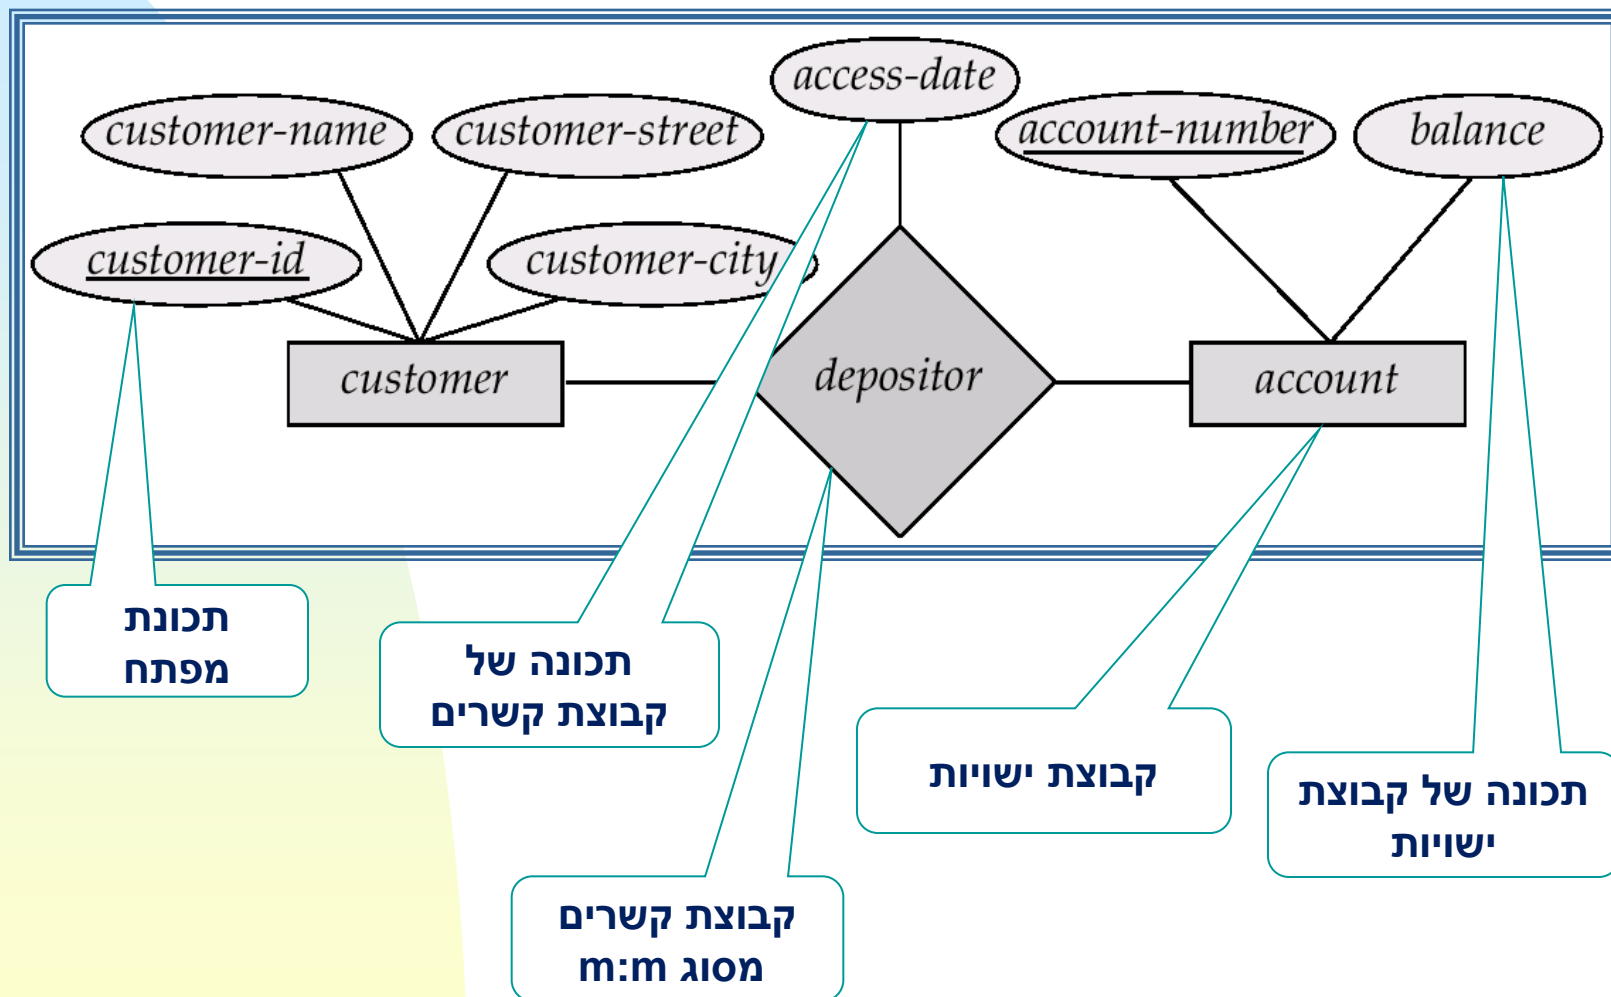 access-date
customer-name
customer-street
account-number
balance
customer-id
customer-city
customer
depositor
account
תכונת
מפתח
תכונה של
קבוצת קשרים
קבוצת ישויות
תכונה של קבוצת
ישויות
קבוצת קשרים
מסוג m:m